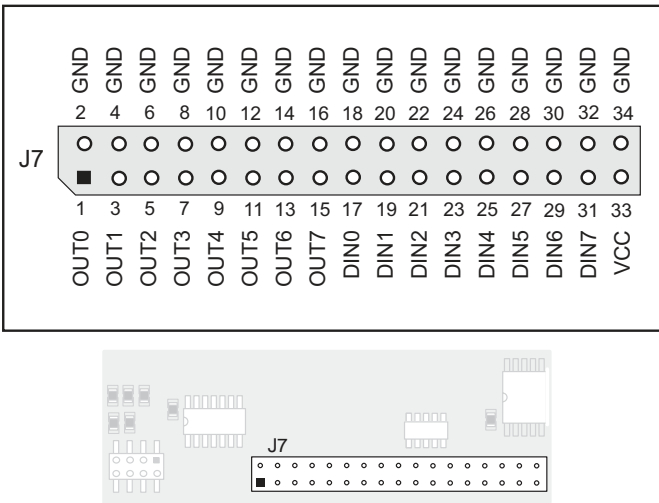 GND GND GND GND GND GND GND GND GND GND GND GND GND GND GND GND GND
2 4 6 8 10 12 14 16 18 20 22 24 26 28 30 32 34
J7
1 3 5 7 9 11 13 15 17 19 21 23 25 27 29 31 33
OUT0 OUT1 OUT2 OUT3 OUT4 OUT5 OUT6 OUT7 DIN0 DIN1 DIN2 DIN3 DIN4 DIN5 DIN6 DIN7 VCC
J7